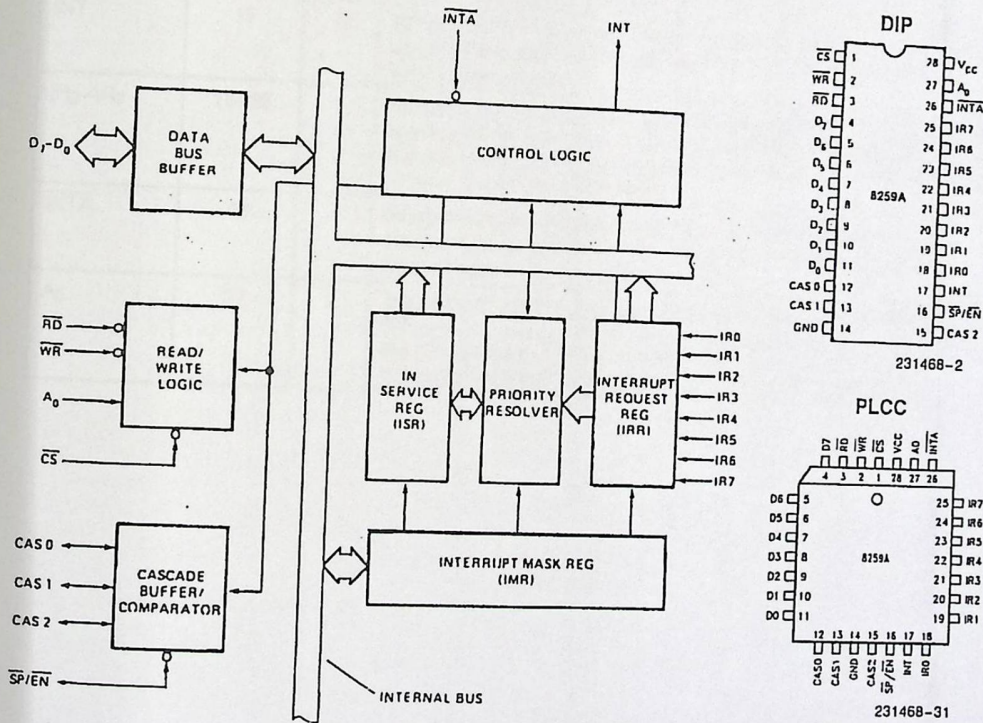 INTA
INT
D7-D0
DATA
BUS
BUFFER
CONTROL LOGIC
RD
WR
A0
CS
READ/
WRITE
LOGIC
IN
SERVICE
REG
(ISR)
PRIORITY
RESOLVER
INTERRUPT
REQUEST
REG
(IRR)
IR0
IR1
IR2
IR3
IR4
IR5
IR6
IR7
CAS 0
CAS 1
CAS 2
SP/EN
CASCADE
BUFFER/
COMPARATOR
INTERRUPT MASK REG
(IMR)
INTERNAL BUS
DIP
CS 1 28 VCC
WR 2 27 A0
RD 3 26 INTA
D7 4 25 IR7
D6 5 24 IR6
D5 6 23 IR5
D4 7 22 IR4
8259A
D3 8 21 IR3
D2 9 20 IR2
D1 10 19 IR1
D0 11 18 IR0
CAS 0 12 17 INT
CAS 1 13 16 SP/EN
GND 14 15 CAS 2
231468-2
PLCC
D7 RD WR CS VCC A0 INTA
4 3 2 1 28 27 26
D6 5 25 IR7
D5 6 24 IR6
D4 7 23 IR5
D3 8 8259A 22 IR4
D2 9 21 IR3
D1 10 20 IR2
D0 11 19 IR1
12 13 14 15 16 17 18
CAS0 CAS1 GND CAS2 SP/EN INT IR0
231468-31